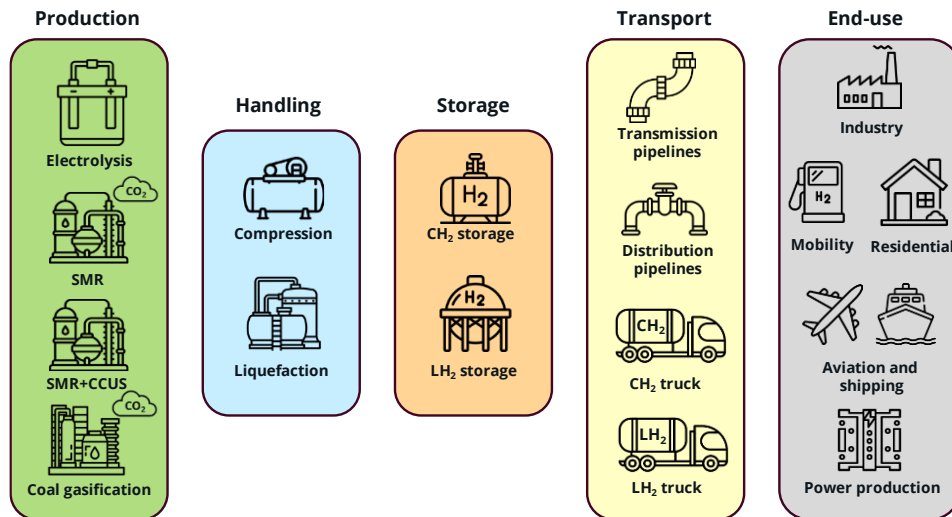 Production
Electrolysis
CO₂
SMR
SMR+CCUS
CO₂
Coal gasification
Handling
Compression
Liquefaction
Storage
H₂
CH₂ storage
H₂
LH₂ storage
Transport
Transmission
pipelines
Distribution
pipelines
CH₂
CH₂ truck
LH₂
LH₂ truck
End-use
Industry
H₂
Mobility
Residential
Aviation and
shipping
Power production